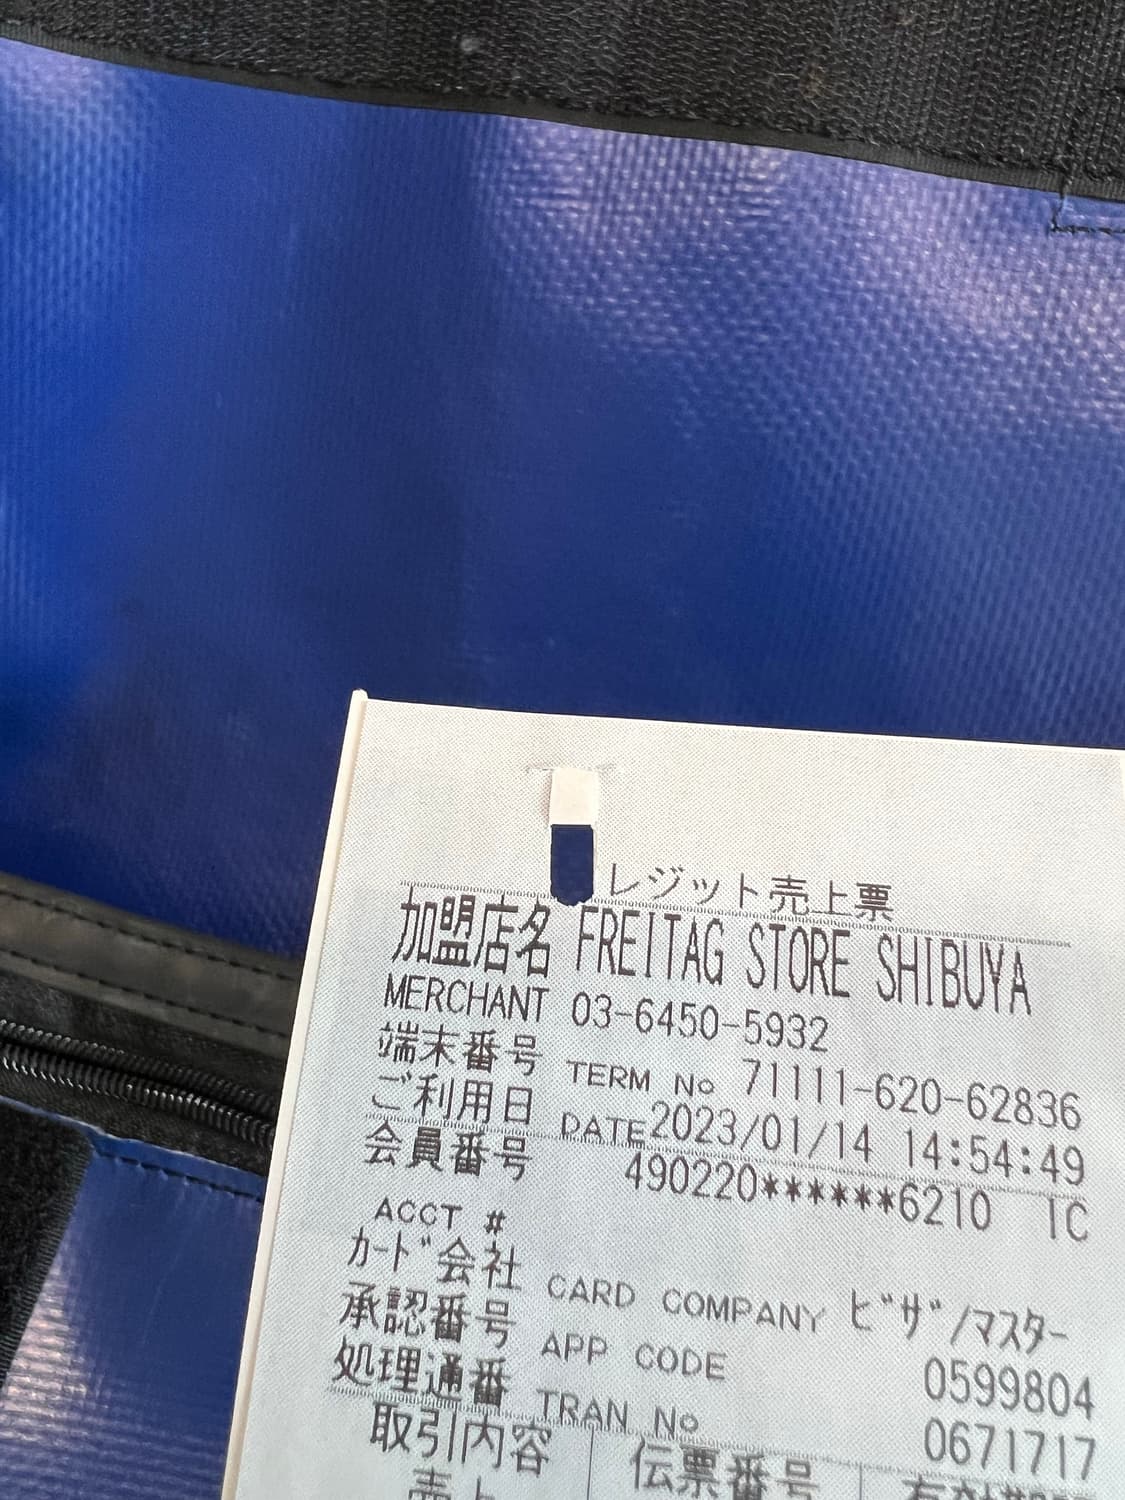 レジット売上票
加盟店名 FREITAG STORE SHIBUYA
MERCHANT 03-6450-5932
端末番号 TERM No 71111-620-62836
ご利用日 DATE 2023/01/14 14:54:49
会員番号 490220******6210 IC
ACCT #
ｶｰﾄﾞ会社 CARD COMPANY ﾋﾞｻﾞ/ﾏｽﾀｰ
承認番号 APP CODE 0599804
処理通番 TRAN No 0671717
取引内容 伝票番号
売上